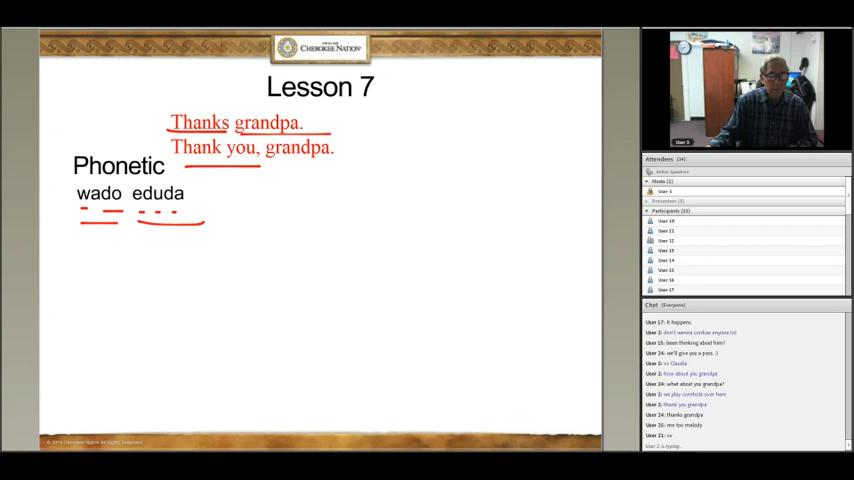 CHEROKEE NATION
Lesson 7
Thanks grandpa.
Thank you, grandpa.
Phonetic
wado eduda
User 5
Attendees (34)
Active Speakers
Hosts (1)
User 5
Presenters (0)
Participants (33)
User 10
User 11
User 12
User 13
User 14
User 15
User 16
User 17
Chat (Everyone)
User 17: It happens.
User 2: don't wanna confuse anyone lol
User 15: been thinking about him?
User 24: we'll give you a pass. :)
User 2: vv Claudia
User 2: how about you grandpa
User 24: what about you grandpa?
User 2: we play cornhole over here
User 2: thank you grandpa
User 24: thanks grandpa
User 25: me too melody
User 21: vv
User 2 is typing...